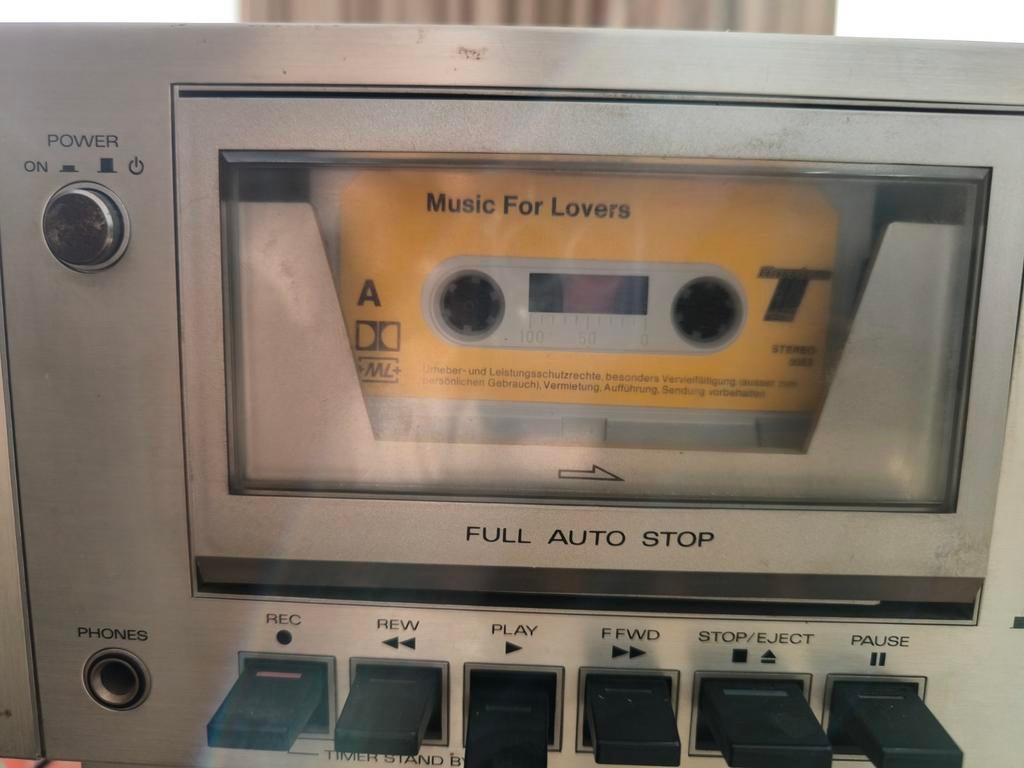 POWER
ON
Music For Lovers
A
ML
100 50 0
STEREO
Urheber- und Leistungsschutzrechte, besonders Vervielfältigung (ausser zum
persönlichen Gebrauch), Vermietung, Aufführung, Sendung vorbehalten
FULL AUTO STOP
PHONES
REC
REW
PLAY
F FWD
STOP/EJECT
PAUSE
TIMER STAND BY